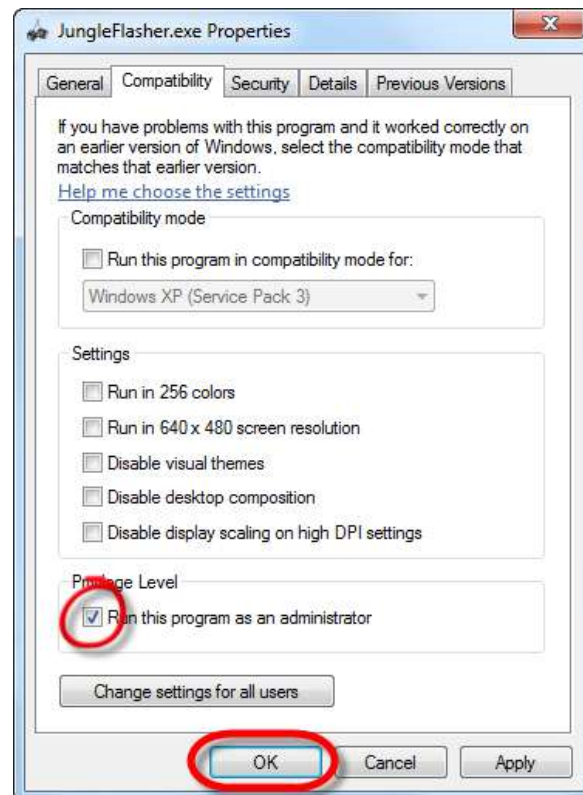 JungleFlasher.exe Properties
General Compatibility Security Details Previous Versions
If you have problems with this program and it worked correctly on
an earlier version of Windows, select the compatibility mode that
matches that earlier version.
Help me choose the settings
Compatibility mode
Run this program in compatibility mode for:
Windows XP (Service Pack 3)
Settings
Run in 256 colors
Run in 640 x 480 screen resolution
Disable visual themes
Disable desktop composition
Disable display scaling on high DPI settings
Privilege Level
Run this program as an administrator
Change settings for all users
OK Cancel Apply